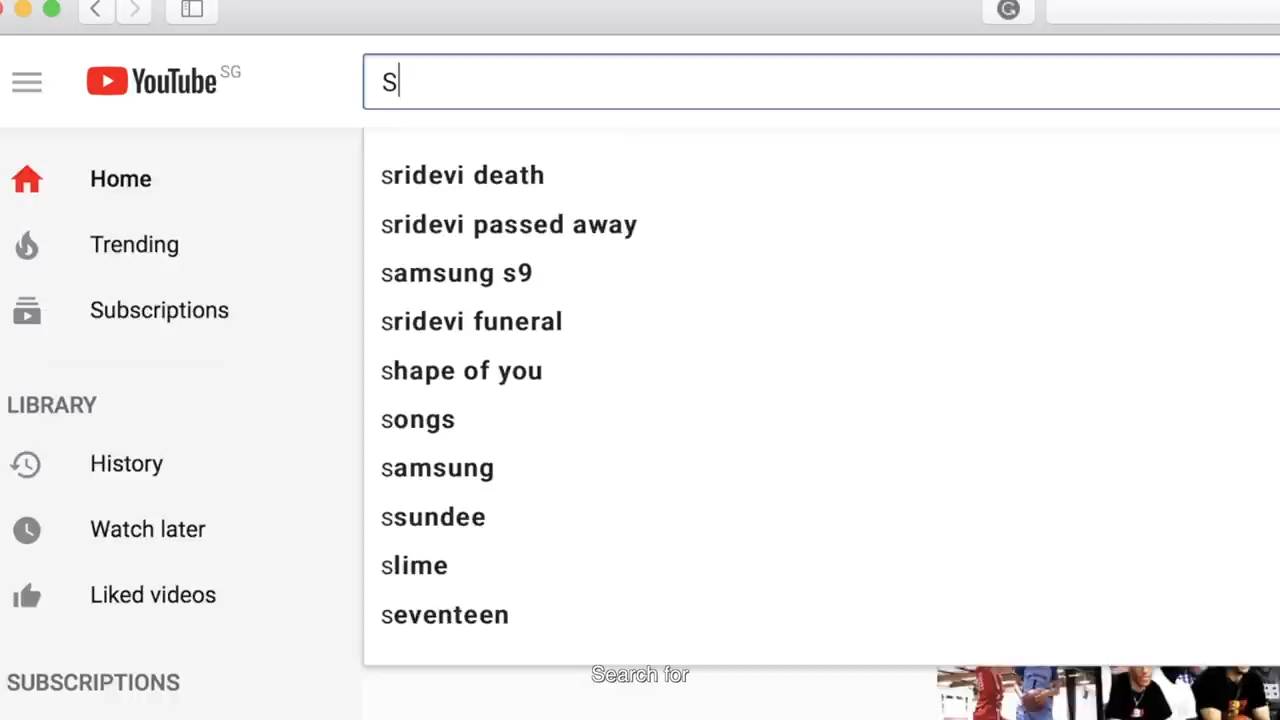 YouTube SG
S
Home
Trending
Subscriptions
LIBRARY
History
Watch later
Liked videos
SUBSCRIPTIONS
sridevi death
sridevi passed away
samsung s9
sridevi funeral
shape of you
songs
samsung
ssundee
slime
seventeen
Search for